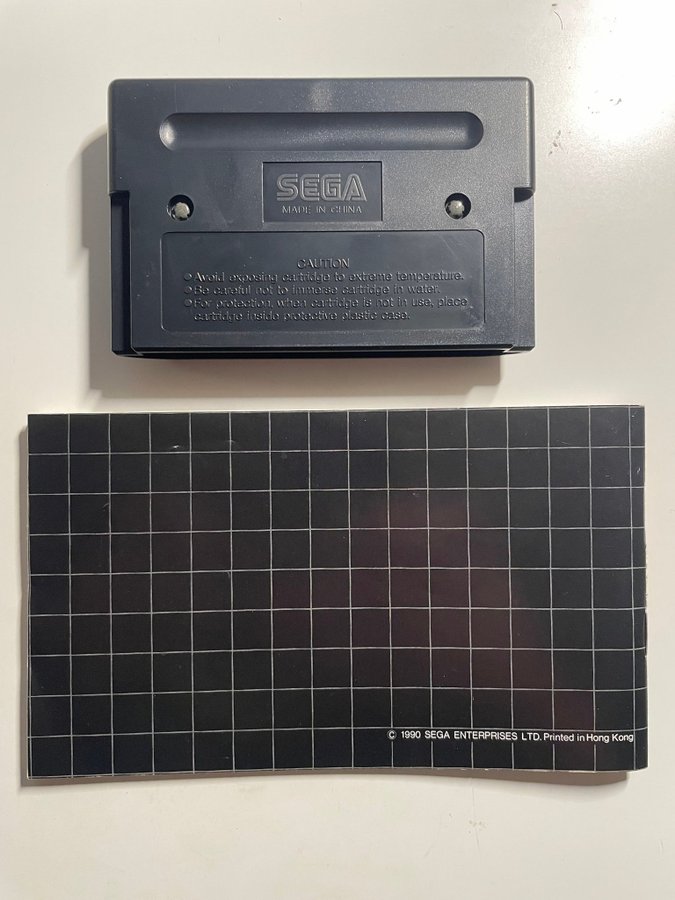 SEGA
MADE IN CHINA
CAUTION
Avoid exposing cartridge to extreme temperature.
Be careful not to immerse cartridge in water.
For protection, when cartridge is not in use, place
cartridge inside protective plastic case.
© 1990 SEGA ENTERPRISES LTD. Printed in Hong Kong